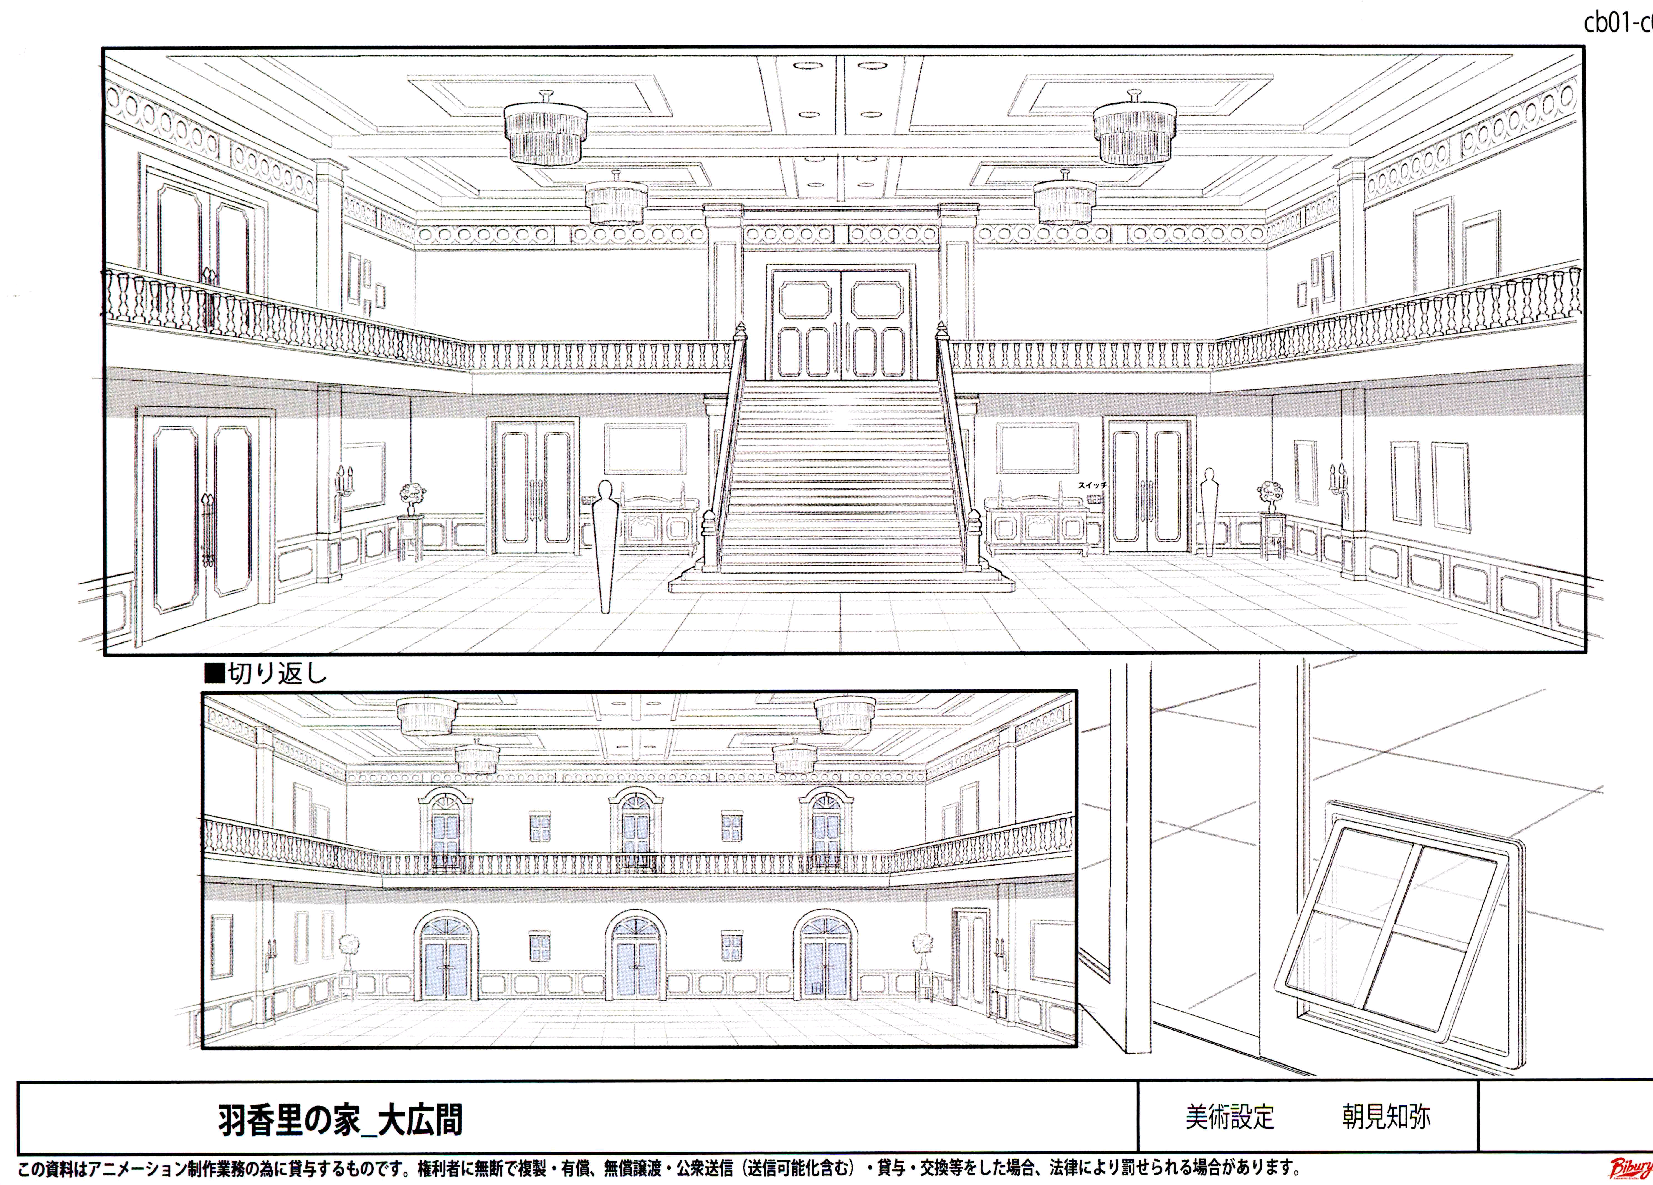 cb01-c
スイッチ
■切り返し
羽香里の家_大広間
美術設定 朝見知弥
この資料はアニメーション制作業務の為に貸与するものです。権利者に無断で複製・有償、無償譲渡・公衆送信（送信可能化含む）・貸与・交換等をした場合、法律により罰せられる場合があります。
Bibury